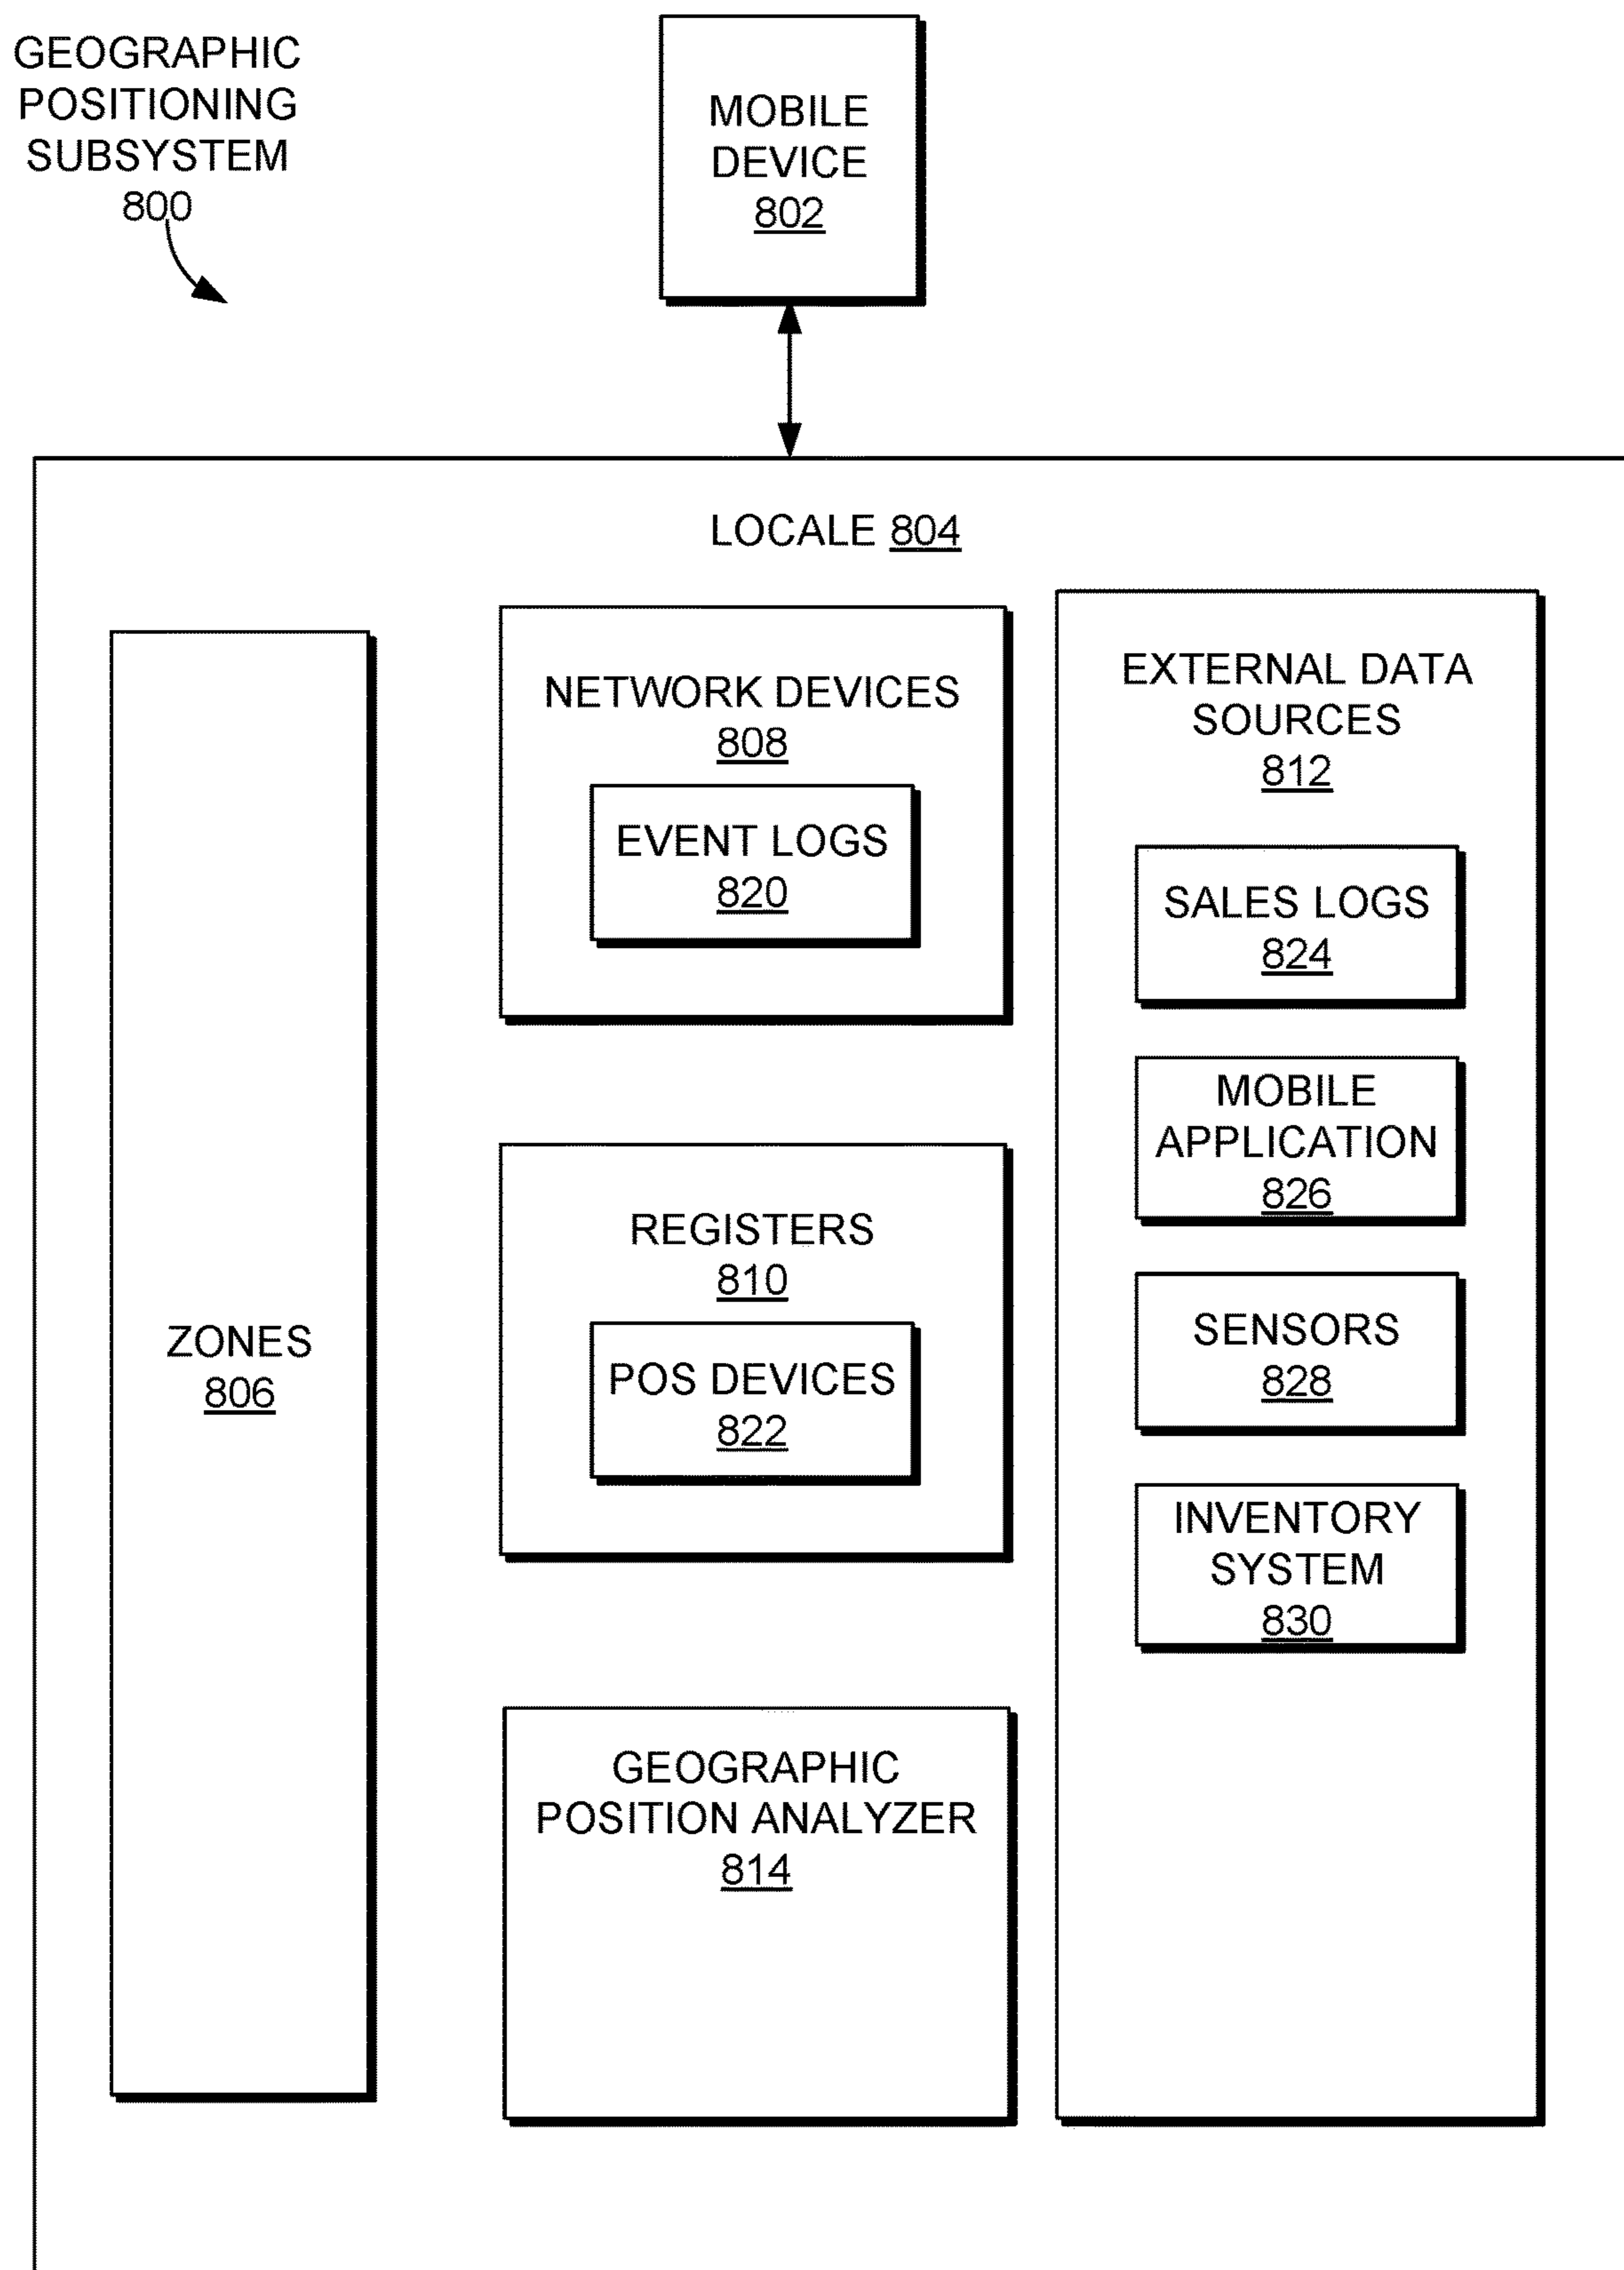 GEOGRAPHIC
POSITIONING
SUBSYSTEM
800
MOBILE
DEVICE
802
LOCALE 804
ZONES
806
NETWORK DEVICES
808
EVENT LOGS
820
REGISTERS
810
POS DEVICES
822
GEOGRAPHIC
POSITION ANALYZER
814
EXTERNAL DATA
SOURCES
812
SALES LOGS
824
MOBILE
APPLICATION
826
SENSORS
828
INVENTORY
SYSTEM
830